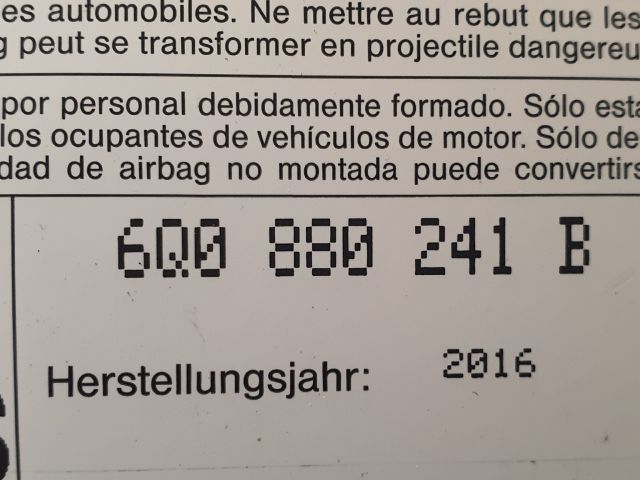 es automobiles. Ne mettre au rebut que les
g peut se transformer en projectile dangereu
por personal debidamente formado. Sólo esta
los ocupantes de vehículos de motor. Sólo de
dad de airbag no montada puede convertirs
6Q0 880 241 B
Herstellungsjahr: 2016